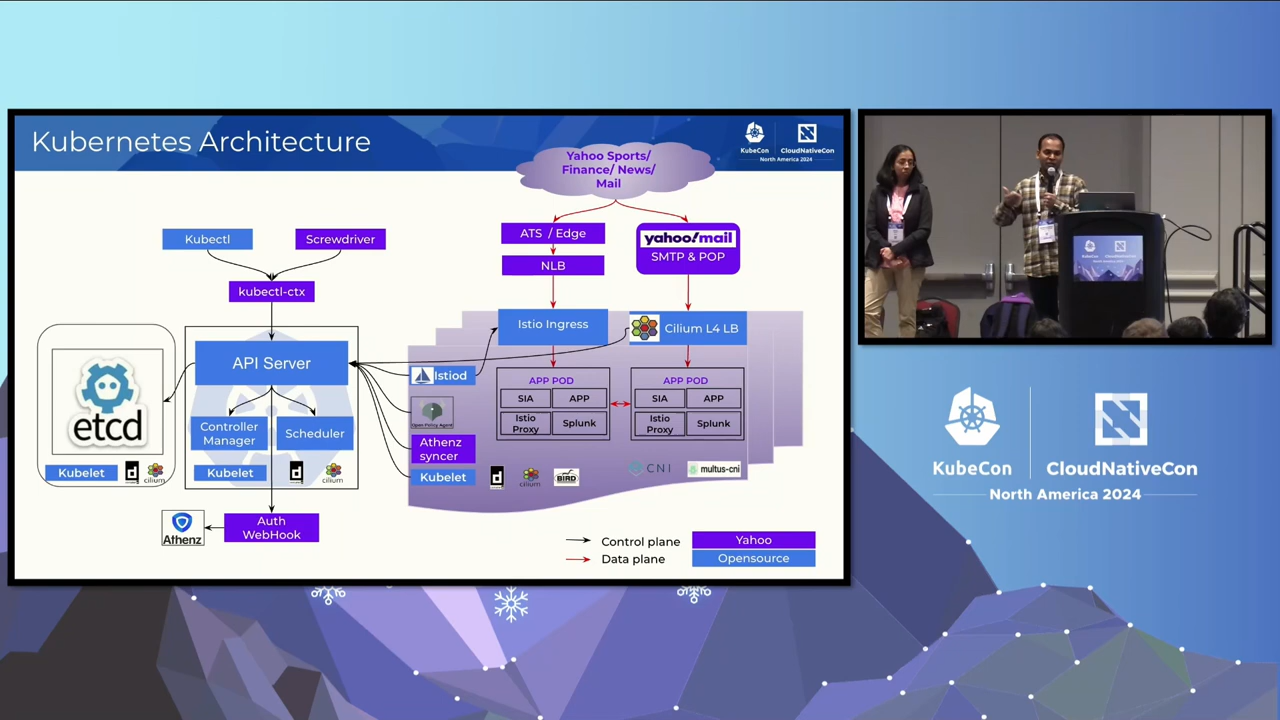 Kubernetes Architecture
KubeCon
CloudNativeCon
North America 2024
Yahoo Sports/
Finance/ News/
Mail
Kubectl
Screwdriver
kubectl-ctx
ATS / Edge
NLB
yahoo!mail
SMTP & POP
Istio Ingress
Cilium L4 LB
API Server
etcd
Controller
Manager
Scheduler
Kubelet
d
cilium
Kubelet
d
cilium
Auth
WebHook
Athenz
Istiod
Open Policy Agent
Athenz
syncer
Kubelet
d
cilium
BIRD
APP POD
SIA
APP
Istio
Proxy
Splunk
APP POD
SIA
APP
Istio
Proxy
Splunk
CNI
multus-cni
Control plane
Data plane
Yahoo
Opensource
KubeCon
CloudNativeCon
North America 2024